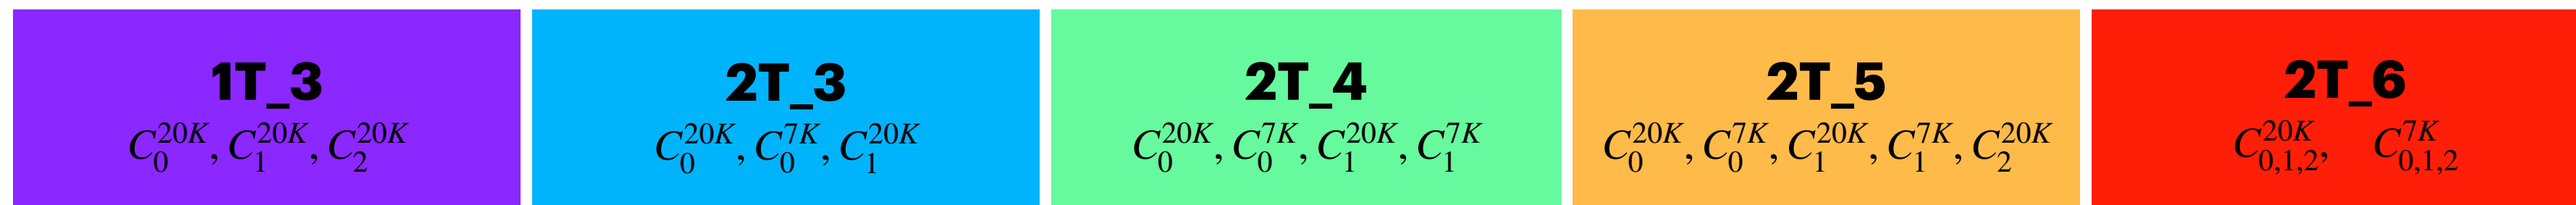 1T_3
$C_0^{20K}, C_1^{20K}, C_2^{20K}$
2T_3
$C_0^{20K}, C_0^{7K}, C_1^{20K}$
2T_4
$C_0^{20K}, C_0^{7K}, C_1^{20K}, C_1^{7K}$
2T_5
$C_0^{20K}, C_0^{7K}, C_1^{20K}, C_1^{7K}, C_2^{20K}$
2T_6
$C_{0,1,2}^{20K}, \quad C_{0,1,2}^{7K}$